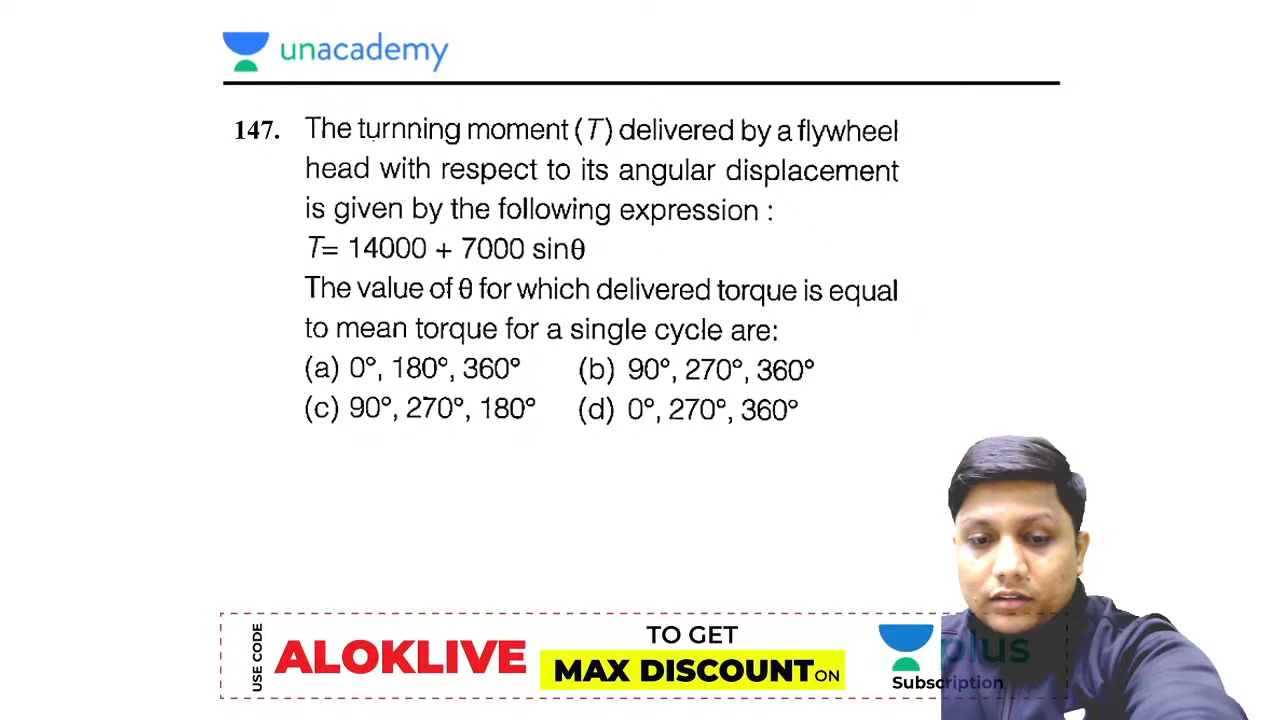 unacademy
147. The turnning moment (T) delivered by a flywheel
head with respect to its angular displacement
is given by the following expression :
T= 14000 + 7000 sinθ
The value of θ for which delivered torque is equal
to mean torque for a single cycle are:
(a) 0°, 180°, 360° (b) 90°, 270°, 360°
(c) 90°, 270°, 180° (d) 0°, 270°, 360°
USE CODE
ALOKLIVE
TO GET
MAX DISCOUNT ON
plus
Subscription